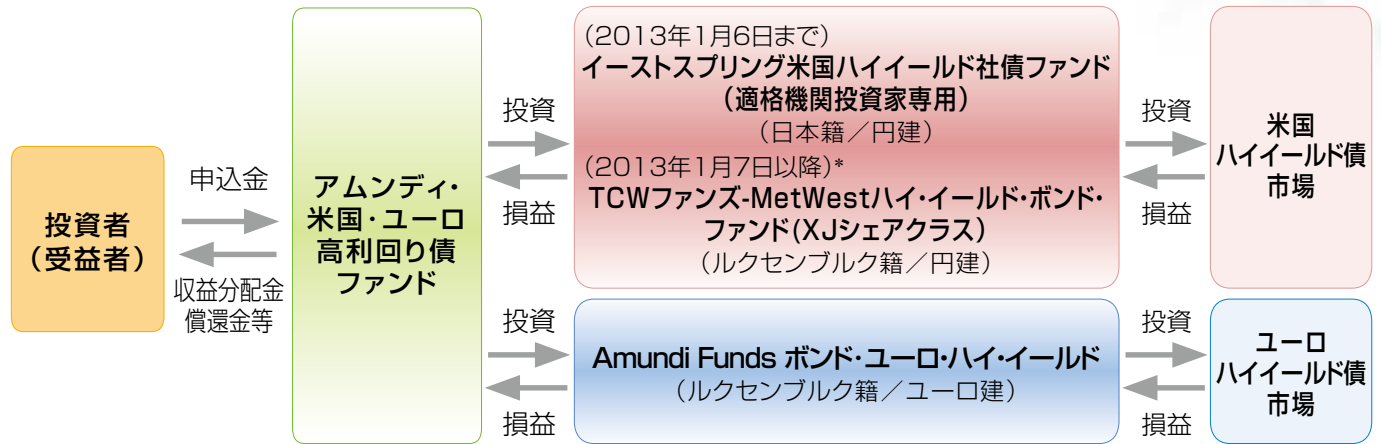 投資者
（受益者）
申込金
収益分配金
償還金等
アムンディ・
米国・ユーロ
高利回り債
ファンド
投資
損益
（2013年1月6日まで）
イーストスプリング米国ハイイールド社債ファンド
（適格機関投資家専用）
（日本籍／円建）
（2013年1月7日以降）*
TCWファンズ-MetWestハイ・イールド・ボンド・
ファンド(XJシェアクラス）
（ルクセンブルク籍／円建）
投資
損益
米国
ハイイールド債
市場
投資
損益
Amundi Funds ボンド・ユーロ・ハイ・イールド
（ルクセンブルク籍／ユーロ建）
投資
損益
ユーロ
ハイイールド債
市場